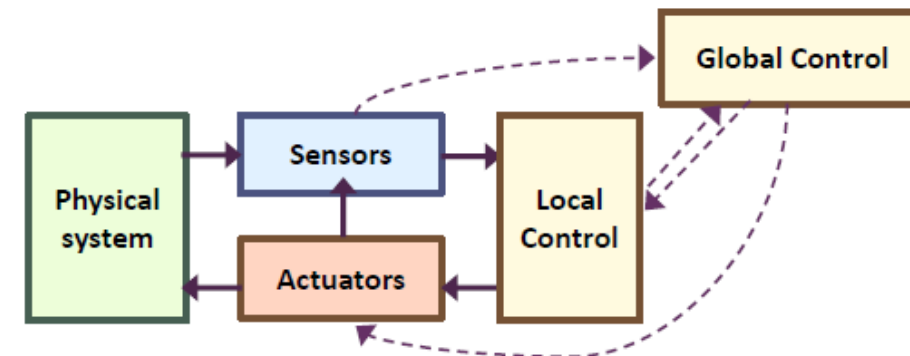 Global Control
Sensors
Physical
system
Local
Control
Actuators